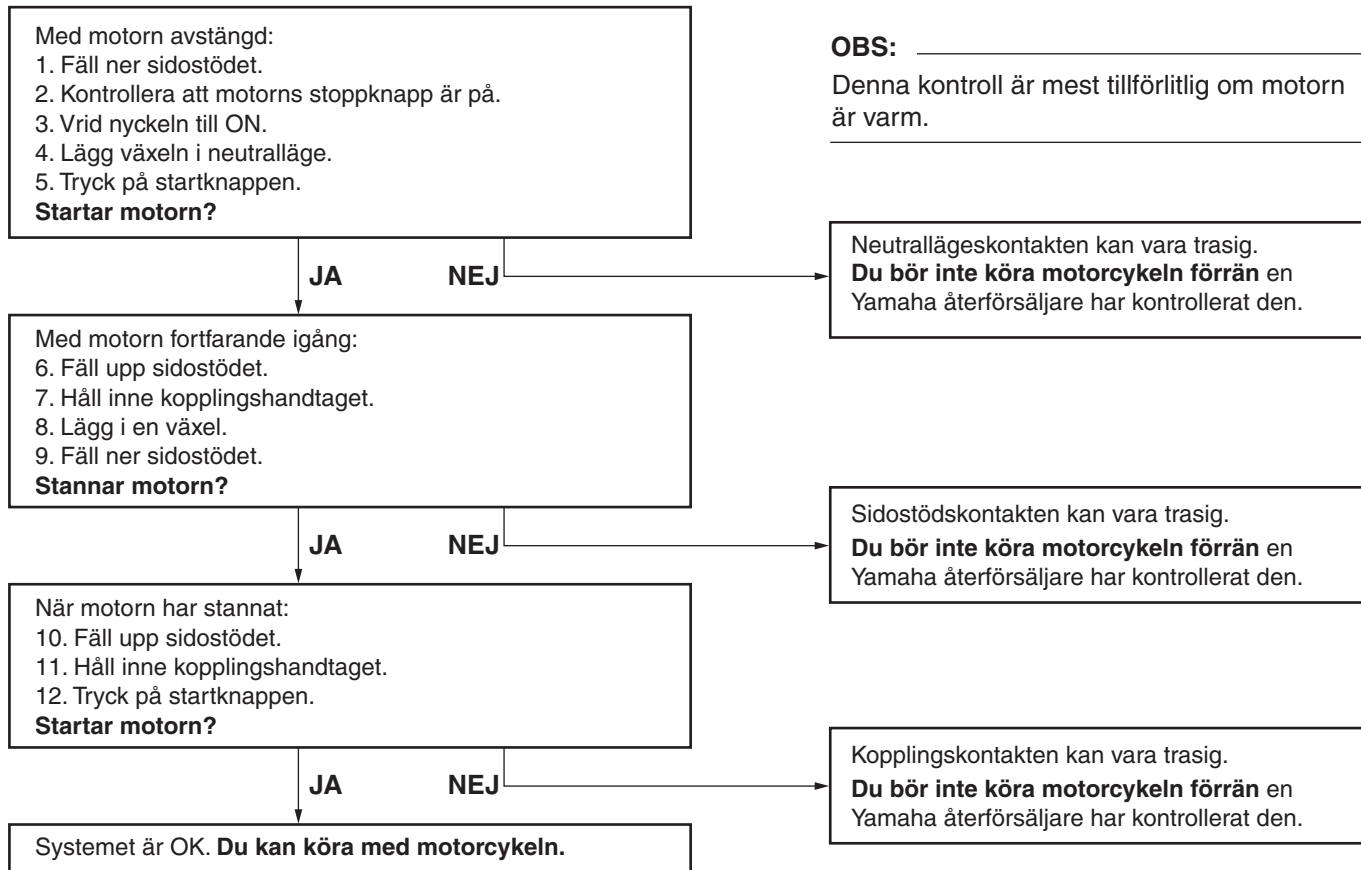 Med motorn avstängd:
1. Fäll ner sidostödet.
2. Kontrollera att motorns stoppknapp är på.
3. Vrid nyckeln till ON.
4. Lägg växeln i neutralläge.
5. Tryck på startknappen.
Startar motorn?
OBS:
Denna kontroll är mest tillförlitlig om motorn
är varm.
JA NEJ
Neutrallägeskontakten kan vara trasig.
Du bör inte köra motorcykeln förrän en
Yamaha återförsäljare har kontrollerat den.
Med motorn fortfarande igång:
6. Fäll upp sidostödet.
7. Håll inne kopplingshandtaget.
8. Lägg i en växel.
9. Fäll ner sidostödet.
Stannar motorn?
JA NEJ
Sidostödskontakten kan vara trasig.
Du bör inte köra motorcykeln förrän en
Yamaha återförsäljare har kontrollerat den.
När motorn har stannat:
10. Fäll upp sidostödet.
11. Håll inne kopplingshandtaget.
12. Tryck på startknappen.
Startar motorn?
JA NEJ
Kopplingskontakten kan vara trasig.
Du bör inte köra motorcykeln förrän en
Yamaha återförsäljare har kontrollerat den.
Systemet är OK. Du kan köra med motorcykeln.